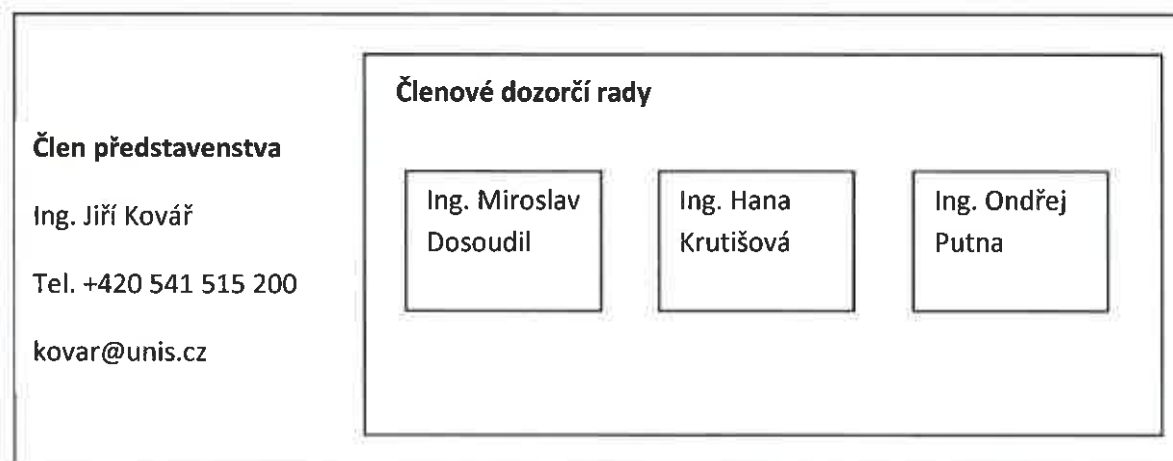 Člen představenstva
Ing. Jiří Kovář
Tel. +420 541 515 200
kovar@unis.cz
Členové dozorčí rady
Ing. Miroslav
Dosoudil
Ing. Hana
Krutišová
Ing. Ondřej
Putna